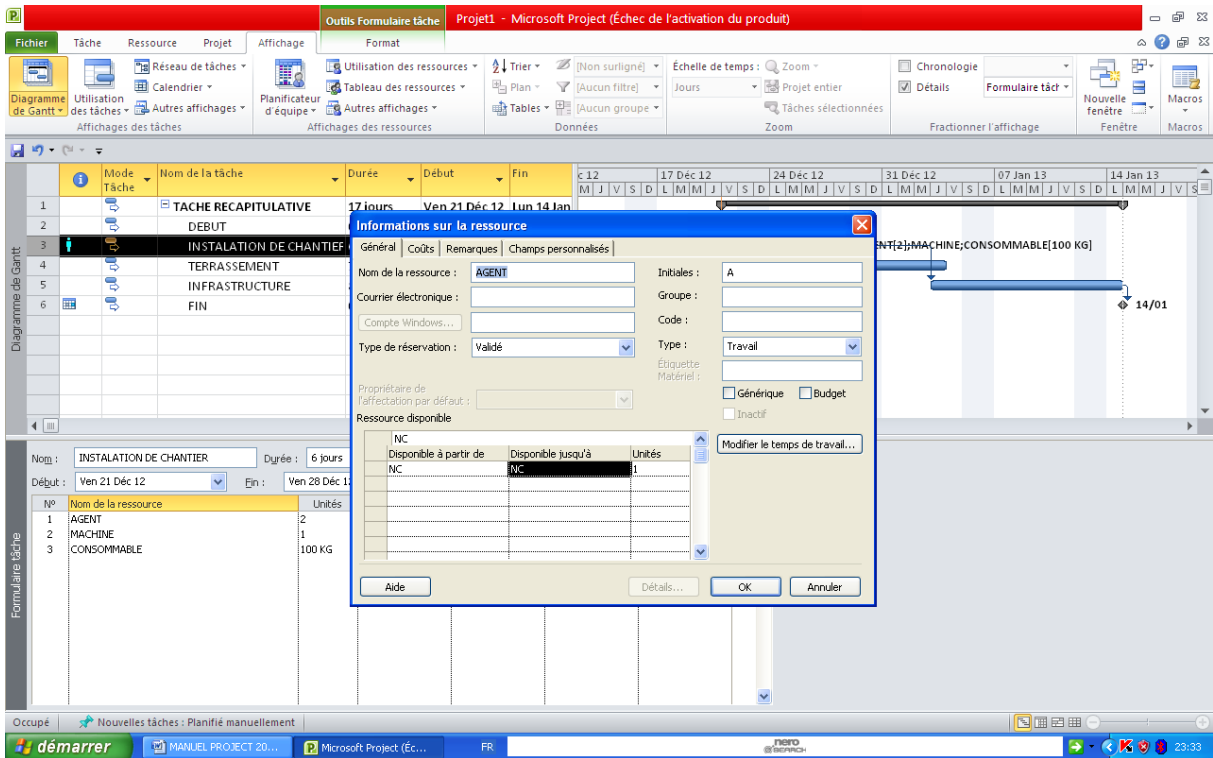 Outils Formulaire tâche Projet1 - Microsoft Project (Échec de l'activation du produit)
Fichier Tâche Ressource Projet Affichage Format
Diagramme de Gantt
Utilisation des tâches
Réseau de tâches
Calendrier
Autres affichages
Affichages des tâches
Planificateur d'équipe
Utilisation des ressources
Tableau des ressources
Autres affichages
Affichages des ressources
Trier
Plan
Tables
[Non surligné]
[Aucun filtre]
[Aucun groupe]
Données
Échelle de temps :
Jours
Zoom
Projet entier
Tâches sélectionnées
Zoom
Chronologie
Détails Formulaire tâch
Fractionner l'affichage
Nouvelle fenêtre
Fenêtre
Macros
Macros
Mode Tâche Nom de la tâche Durée Début Fin
c 12 17 Déc 12 24 Déc 12 31 Déc 12 07 Jan 13 14 Jan 13
M J V S D L M M J V S D L M M J V S D L M M J V S D L M M J V S D L M M J V S
1 TACHE RECAPITULATIVE 17 jours Ven 21 Déc 12 Lun 14 Jan
2 DEBUT
3 INSTALATION DE CHANTIER NT[2];MACHINE;CONSOMMABLE[100 KG]
4 TERRASSEMENT
5 INFRASTRUCTURE
6 FIN 14/01
Diagramme de Gantt
Informations sur la ressource
Général Coûts Remarques Champs personnalisés
Nom de la ressource : AGENT Initiales : A
Courrier électronique : Groupe :
Compte Windows... Code :
Type de réservation : Validé Type : Travail
Étiquette Matériel :
Propriétaire de l'affectation par défaut :
Générique Budget
Inactif
Ressource disponible
Modifier le temps de travail...
NC
Disponible à partir de Disponible jusqu'à Unités
NC NC 1
Aide Détails... OK Annuler
Nom : INSTALATION DE CHANTIER Durée : 6 jours
Début : Ven 21 Déc 12 Fin : Ven 28 Déc 1
N° Nom de la ressource Unités
1 AGENT 2
2 MACHINE 1
3 CONSOMMABLE 100 KG
Formulaire tâche
Occupé Nouvelles tâches : Planifié manuellement
démarrer MANUEL PROJECT 20... Microsoft Project (Éc... FR nero SEARCH 23:33